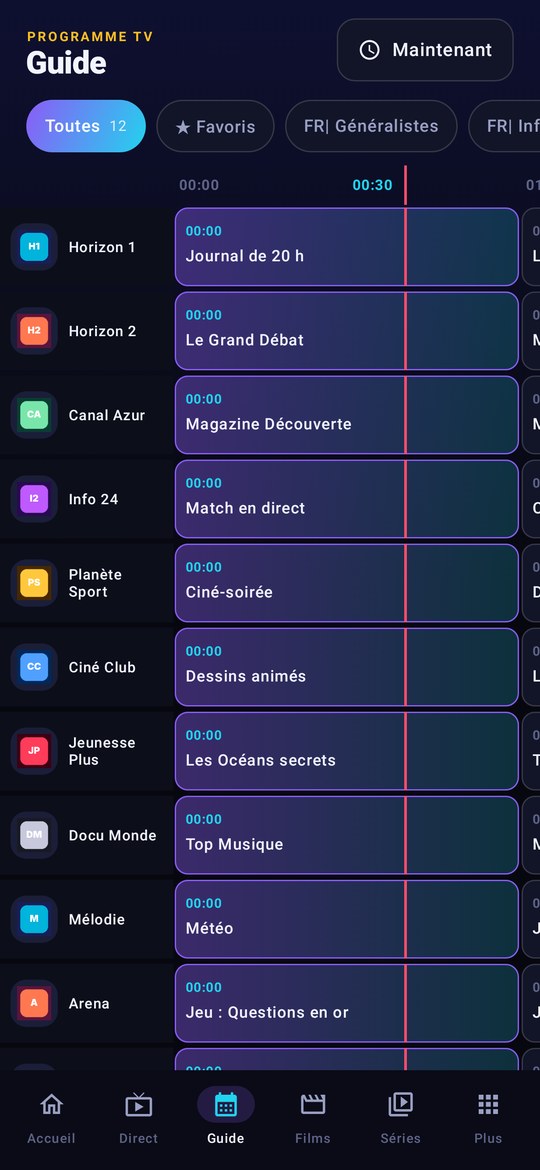 PROGRAMME TV
Guide
Maintenant
Toutes 12
★ Favoris
FR| Généralistes
FR| Inf
00:00
00:30
H1
Horizon 1
00:00
Journal de 20 h
H2
Horizon 2
00:00
Le Grand Débat
CA
Canal Azur
00:00
Magazine Découverte
I2
Info 24
00:00
Match en direct
PS
Planète
Sport
00:00
Ciné-soirée
CC
Ciné Club
00:00
Dessins animés
JP
Jeunesse
Plus
00:00
Les Océans secrets
DM
Docu Monde
00:00
Top Musique
M
Mélodie
00:00
Météo
A
Arena
00:00
Jeu : Questions en or
Accueil
Direct
Guide
Films
Séries
Plus